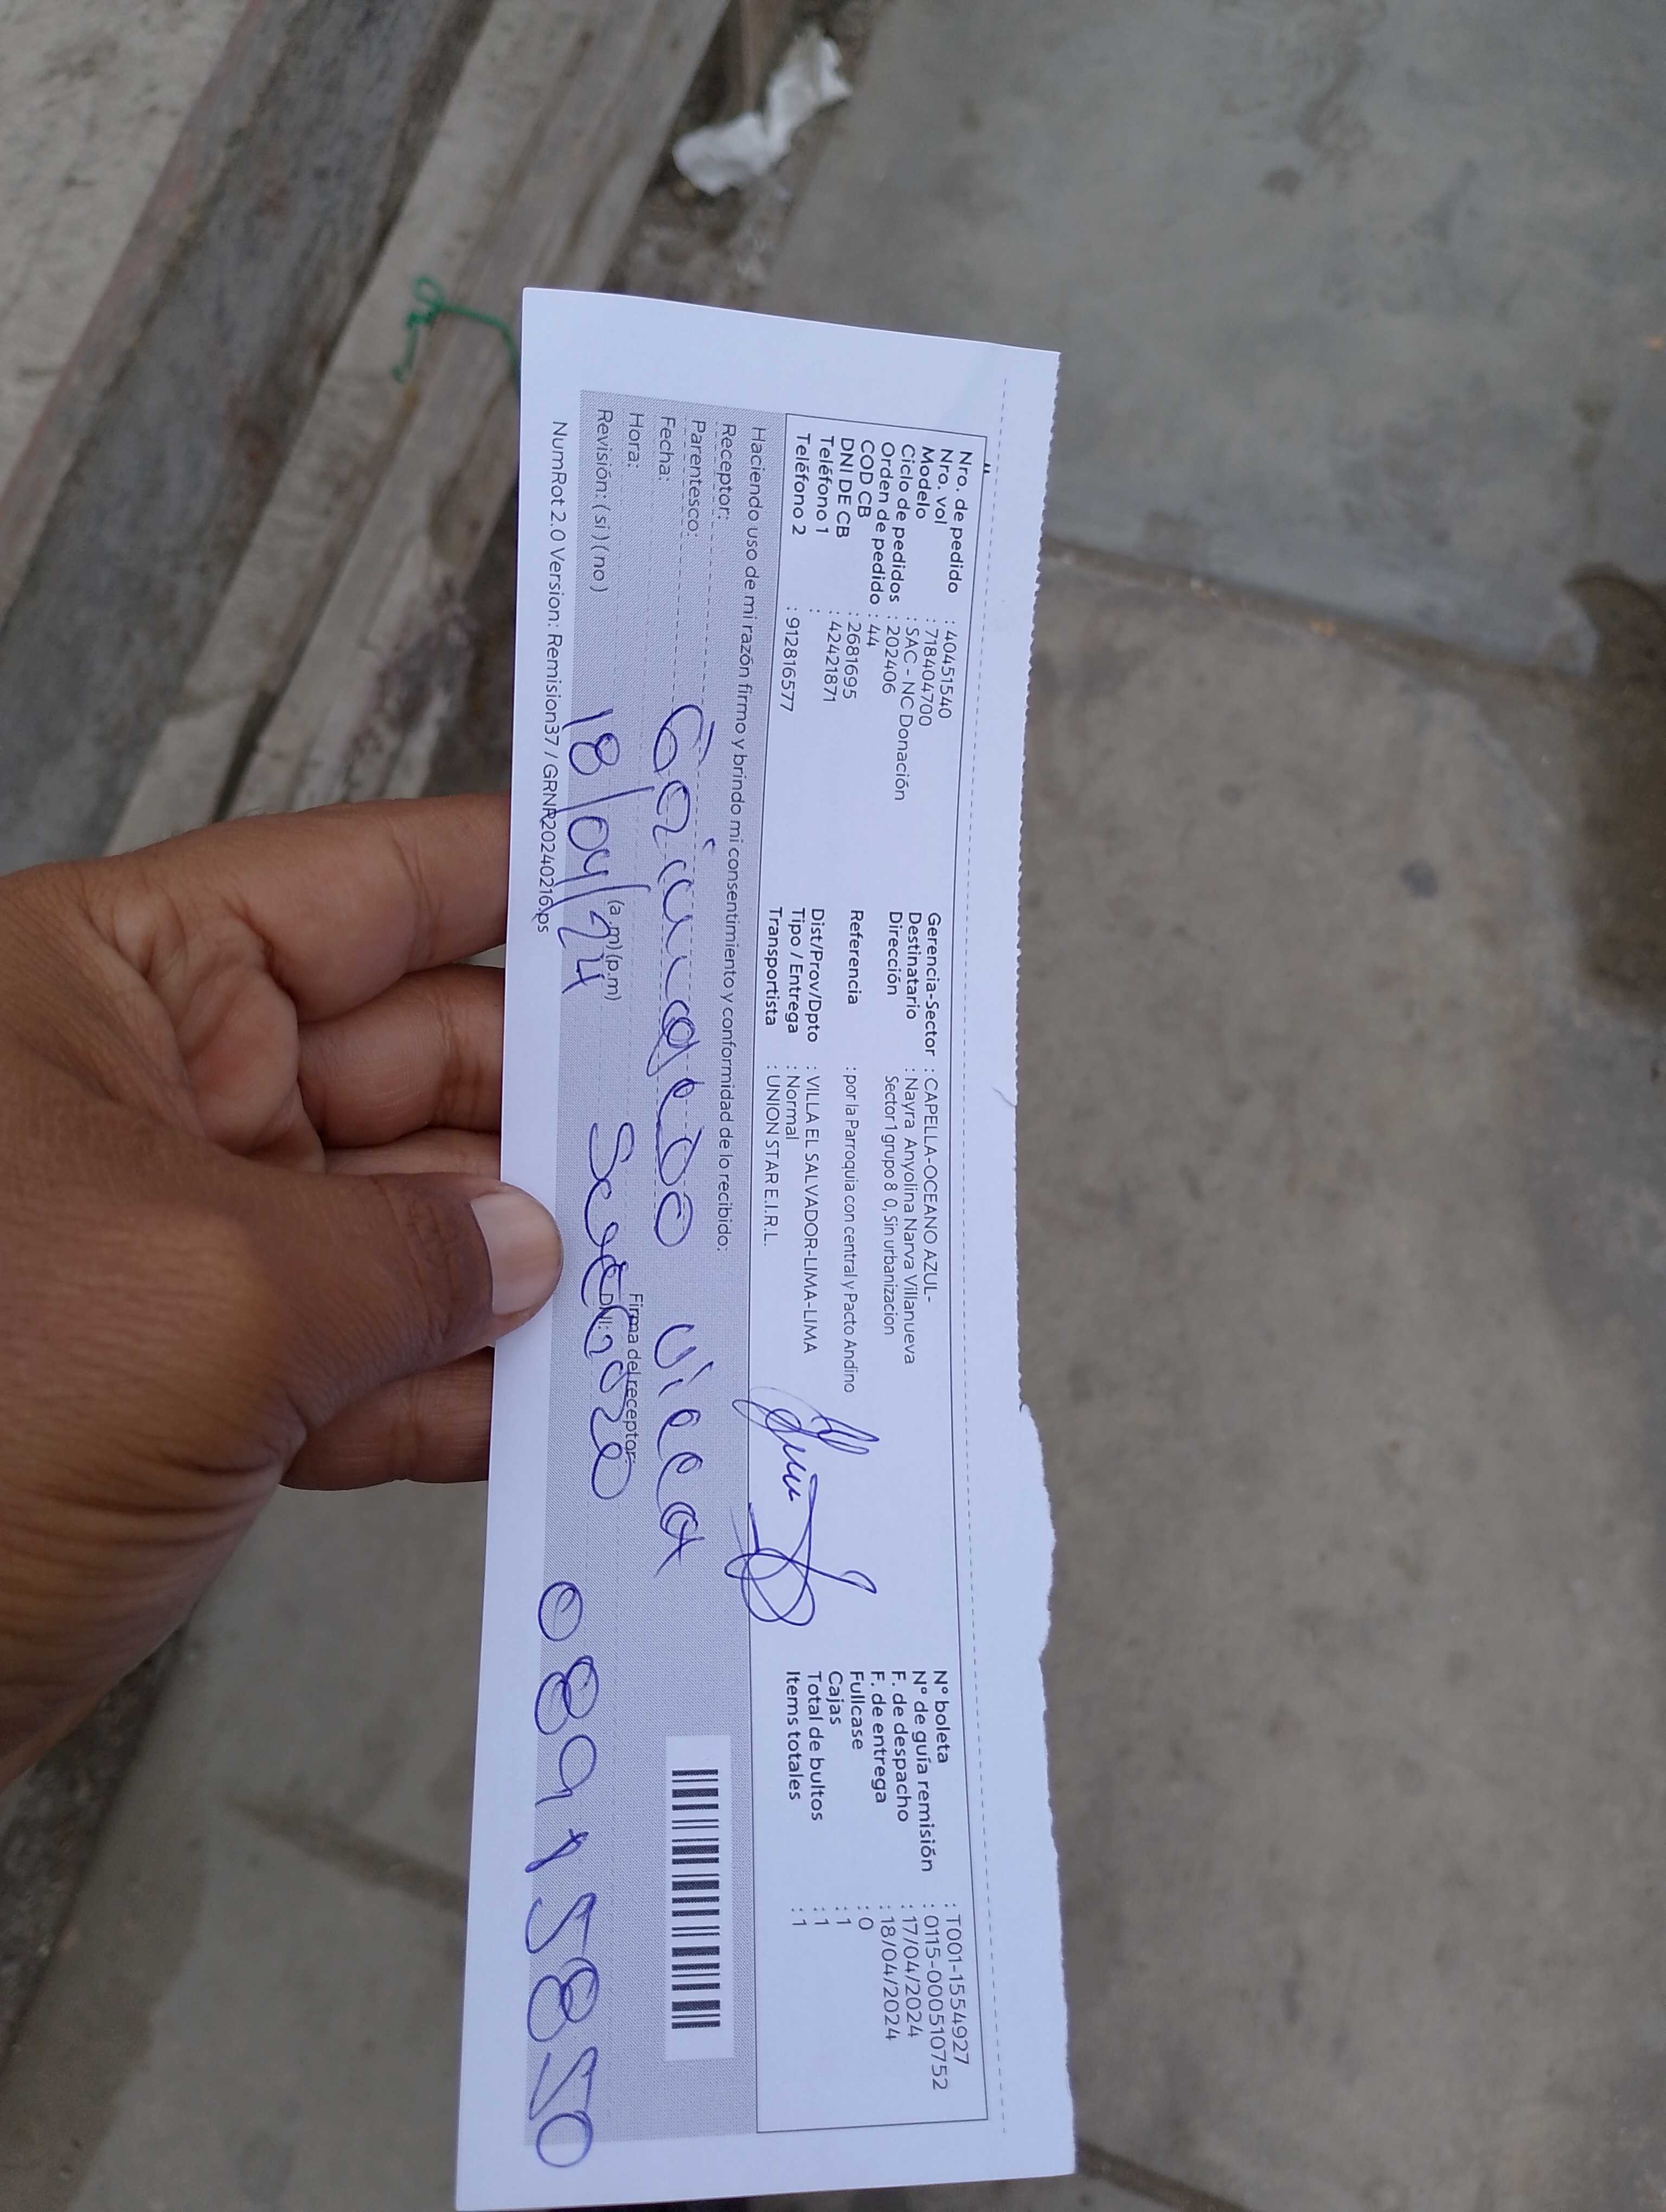 Nro. de pedido : 40451540
Nro. vol : 718404700
Modelo : SAC - NC Donación
Ciclo de pedidos : 202406
Orden de pedido : 44
COD CB : 2681695
DNI DE CB : 42421871
Teléfono 1 :
Teléfono 2 : 912816577
Gerencia-Sector : CAPELLA-OCEANO AZUL-
Destinatario : Nayra Anyolina Narva Villanueva
Dirección Sector 1 grupo 8 0, Sin urbanizacion
Referencia : por la Parroquia con central y Pacto Andino
Dist/Prov/Dpto : VILLA EL SALVADOR-LIMA-LIMA
Tipo / Entrega : Normal
Transportista : UNION STAR E.I.R.L.
N° boleta : T001-1554927
N° de guía remisión : 0115-000510752
F. de despacho : 17/04/2024
F. de entrega : 18/04/2024
Fullcase : 0
Cajas : 1
Total de bultos : 1
Items totales : 1
Haciendo uso de mi razón firmo y brindo mi consentimiento y conformidad de lo recibido:
Receptor:
Parentesco:
Fecha:
Hora: (a.m) (p.m)
18/04/24
Firma del receptor
DNI:
08915850
Revisión: ( si ) ( no )
NumRot 2.0 Version: Remision37 / GRNR20240216.ps